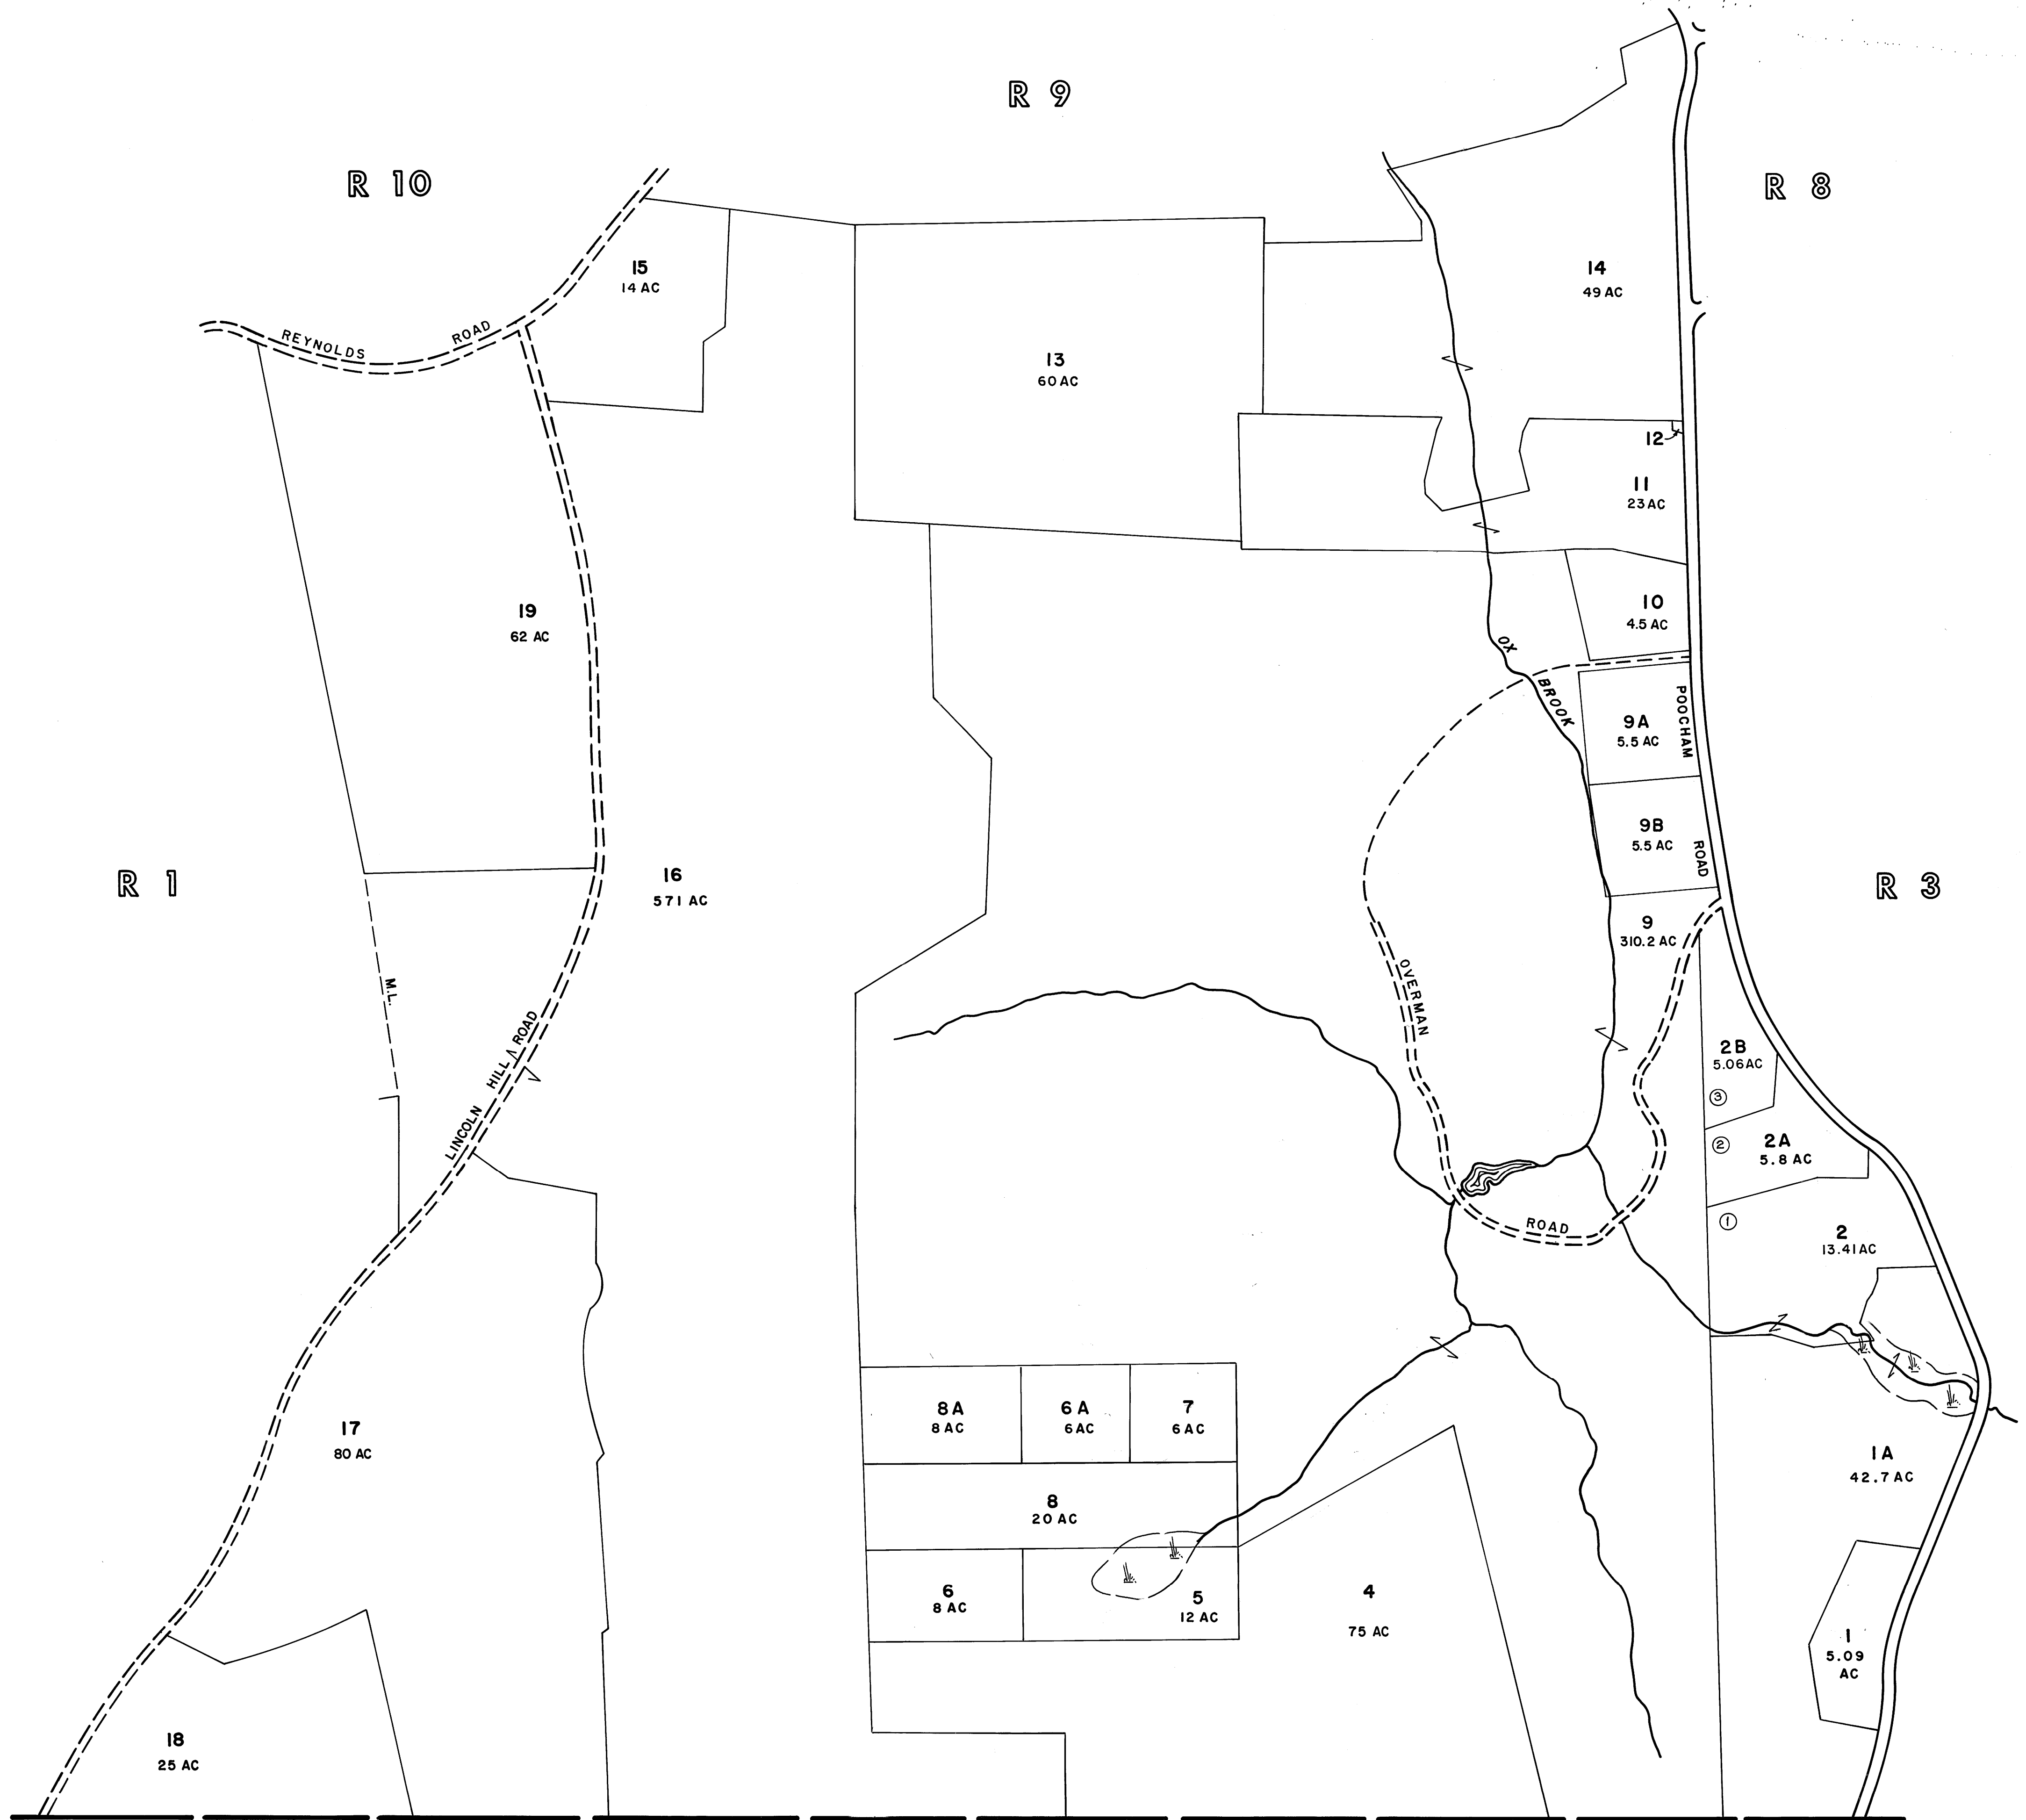 R 9
R 10
R 8
15
14 AC
14
49 AC
REYNOLDS ROAD
13
60 AC
12
11
23 AC
10
4.5 AC
19
62 AC
OX BROOK
POOCHAM ROAD
9A
5.5 AC
9B
5.5 AC
R 1
16
571 AC
R 3
9
310.2 AC
M.L.
OVERMAN ROAD
LINCOLN HILL ROAD
2B
5.06 AC
3
2
2A
5.8 AC
1
2
13.41 AC
8A
8 AC
6A
6 AC
7
6 AC
17
80 AC
1A
42.7 AC
8
20 AC
6
8 AC
5
12 AC
4
75 AC
1
5.09
AC
18
25 AC